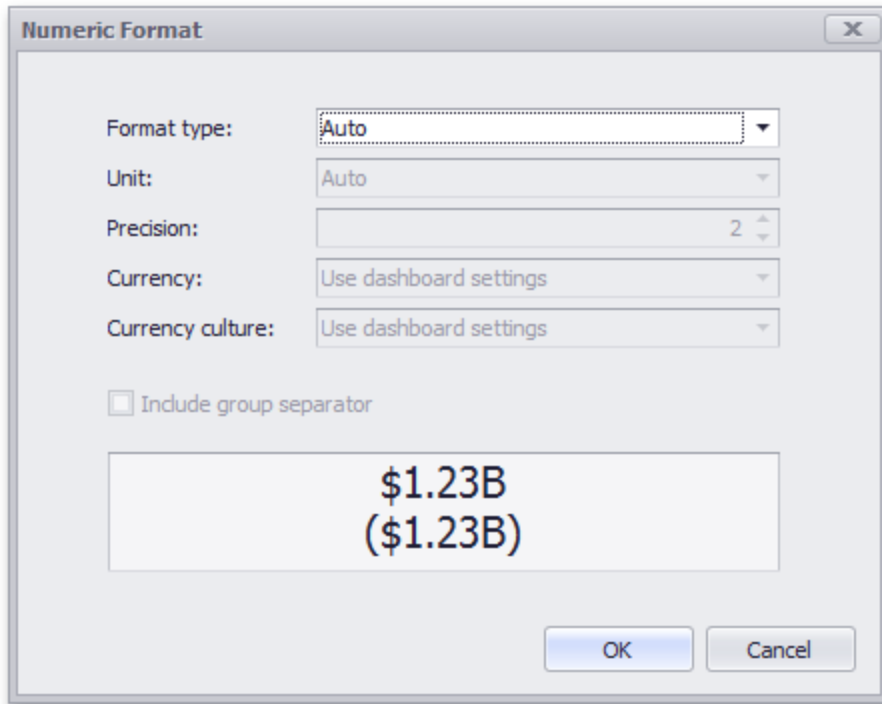 Numeric Format
Format type: Auto
Unit: Auto
Precision: 2
Currency: Use dashboard settings
Currency culture: Use dashboard settings
Include group separator
$1.23B
($1.23B)
OK Cancel